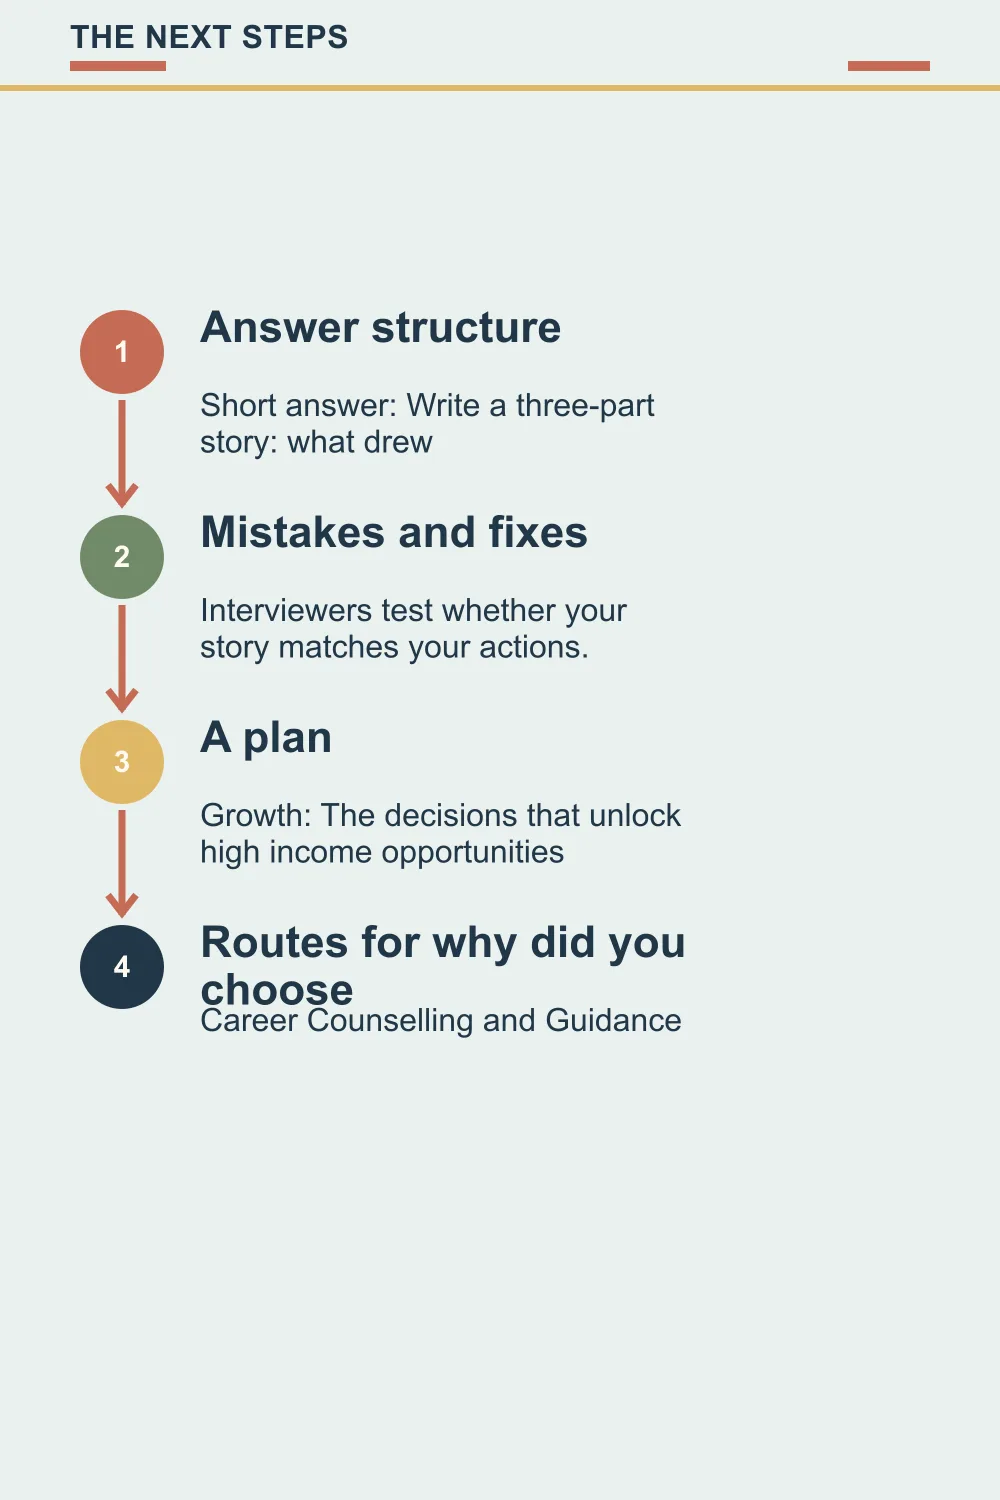 THE NEXT STEPS
1
Answer structure
Short answer: Write a three-part
story: what drew
2
Mistakes and fixes
Interviewers test whether your
story matches your actions.
3
A plan
Growth: The decisions that unlock
high income opportunities
4
Routes for why did you
choose
Career Counselling and Guidance